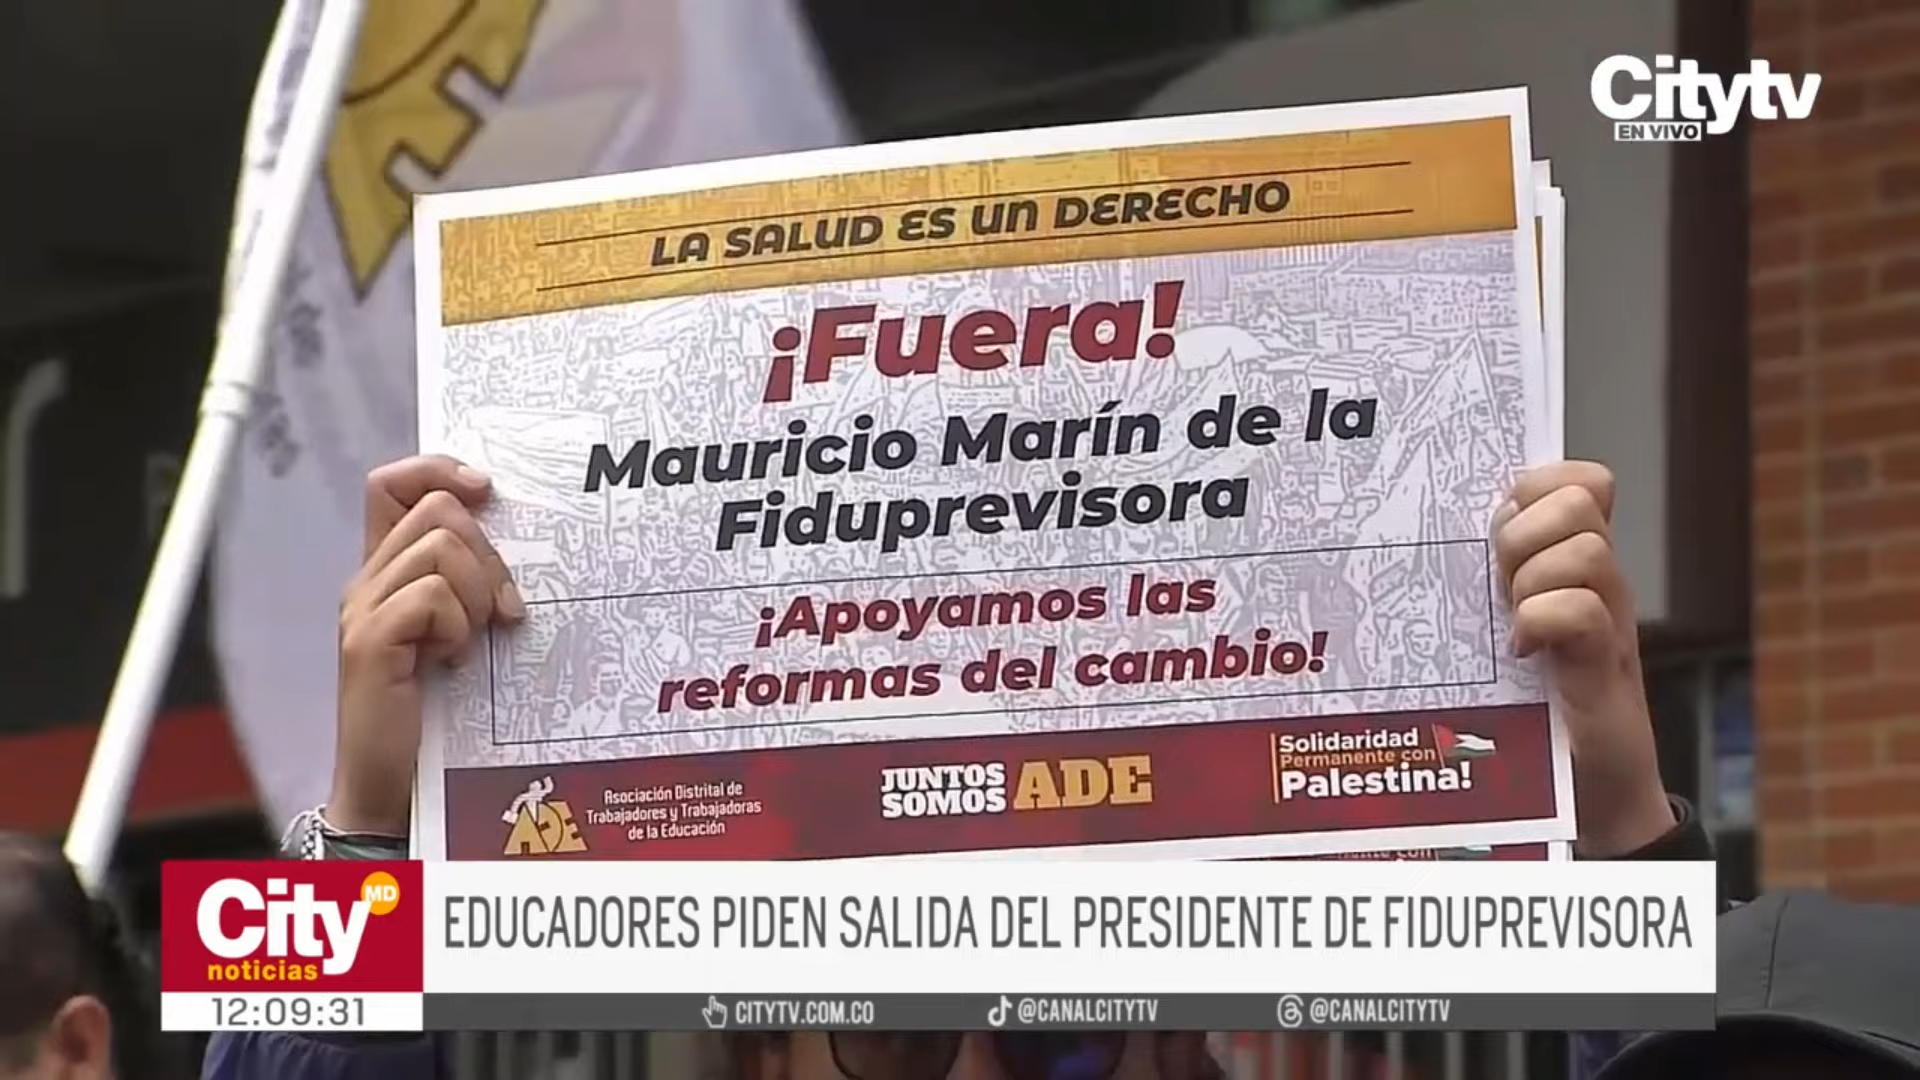 Citytv
EN VIVO
LA SALUD ES UN DERECHO
¡Fuera!
Mauricio Marín de la
Fiduprevisora
¡Apoyamos las
reformas del cambio!
ADE
Asociación Distrital de
Trabajadores y Trabajadoras
de la Educación
JUNTOS
SOMOS ADE
Solidaridad
Permanente con
Palestina!
City MD
noticias
EDUCADORES PIDEN SALIDA DEL PRESIDENTE DE FIDUPREVISORA
12:09:31
CITYTV.COM.CO
@CANALCITYTV
@CANALCITYTV